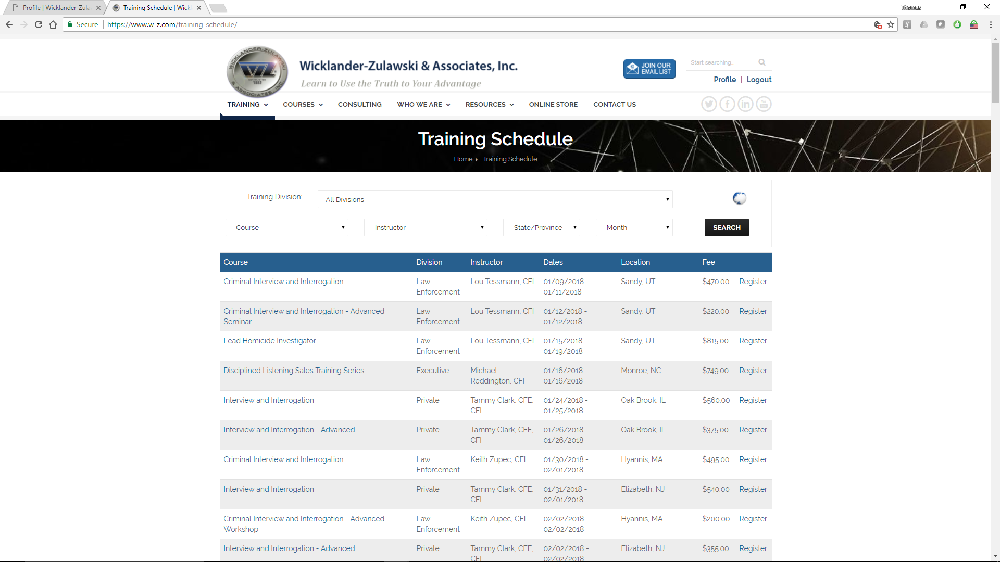 Profile | Wicklander-Zula
Training Schedule | Wick
Thomas
Secure
https://www.w-z.com/training-schedule/
WICKLANDER-ZULAWSKI
WZ
ESTABLISHED
1982
& ASSOCIATES, INC
Wicklander-Zulawski & Associates, Inc.
Learn to Use the Truth to Your Advantage
JOIN OUR
EMAIL LIST
Start searching...
Profile | Logout
TRAINING COURSES CONSULTING WHO WE ARE RESOURCES ONLINE STORE CONTACT US
Training Schedule
Home Training Schedule
Training Division: All Divisions
-Course- -Instructor- -State/Province- -Month- SEARCH
Course Division Instructor Dates Location Fee
Criminal Interview and Interrogation Law Lou Tessmann, CFI 01/09/2018 - Sandy, UT $470.00 Register
Enforcement 01/11/2018
Criminal Interview and Interrogation - Advanced Law Lou Tessmann, CFI 01/12/2018 - Sandy, UT $220.00 Register
Seminar Enforcement 01/12/2018
Lead Homicide Investigator Law Lou Tessmann, CFI 01/15/2018 - Sandy, UT $815.00 Register
Enforcement 01/19/2018
Disciplined Listening Sales Training Series Executive Michael 01/16/2018 - Monroe, NC $749.00 Register
Reddington, CFI 01/16/2018
Interview and Interrogation Private Tammy Clark, CFE, 01/24/2018 - Oak Brook, IL $560.00 Register
CFI 01/25/2018
Interview and Interrogation - Advanced Private Tammy Clark, CFE, 01/26/2018 - Oak Brook, IL $375.00 Register
CFI 01/26/2018
Criminal Interview and Interrogation Law Keith Zupec, CFI 01/30/2018 - Hyannis, MA $495.00 Register
Enforcement 02/01/2018
Interview and Interrogation Private Tammy Clark, CFE, 01/31/2018 - Elizabeth, NJ $540.00 Register
CFI 02/01/2018
Criminal Interview and Interrogation - Advanced Law Keith Zupec, CFI 02/02/2018 - Hyannis, MA $200.00 Register
Workshop Enforcement 02/02/2018
Interview and Interrogation - Advanced Private Tammy Clark, CFE, 02/02/2018 - Elizabeth, NJ $355.00 Register
CFI 02/02/2018